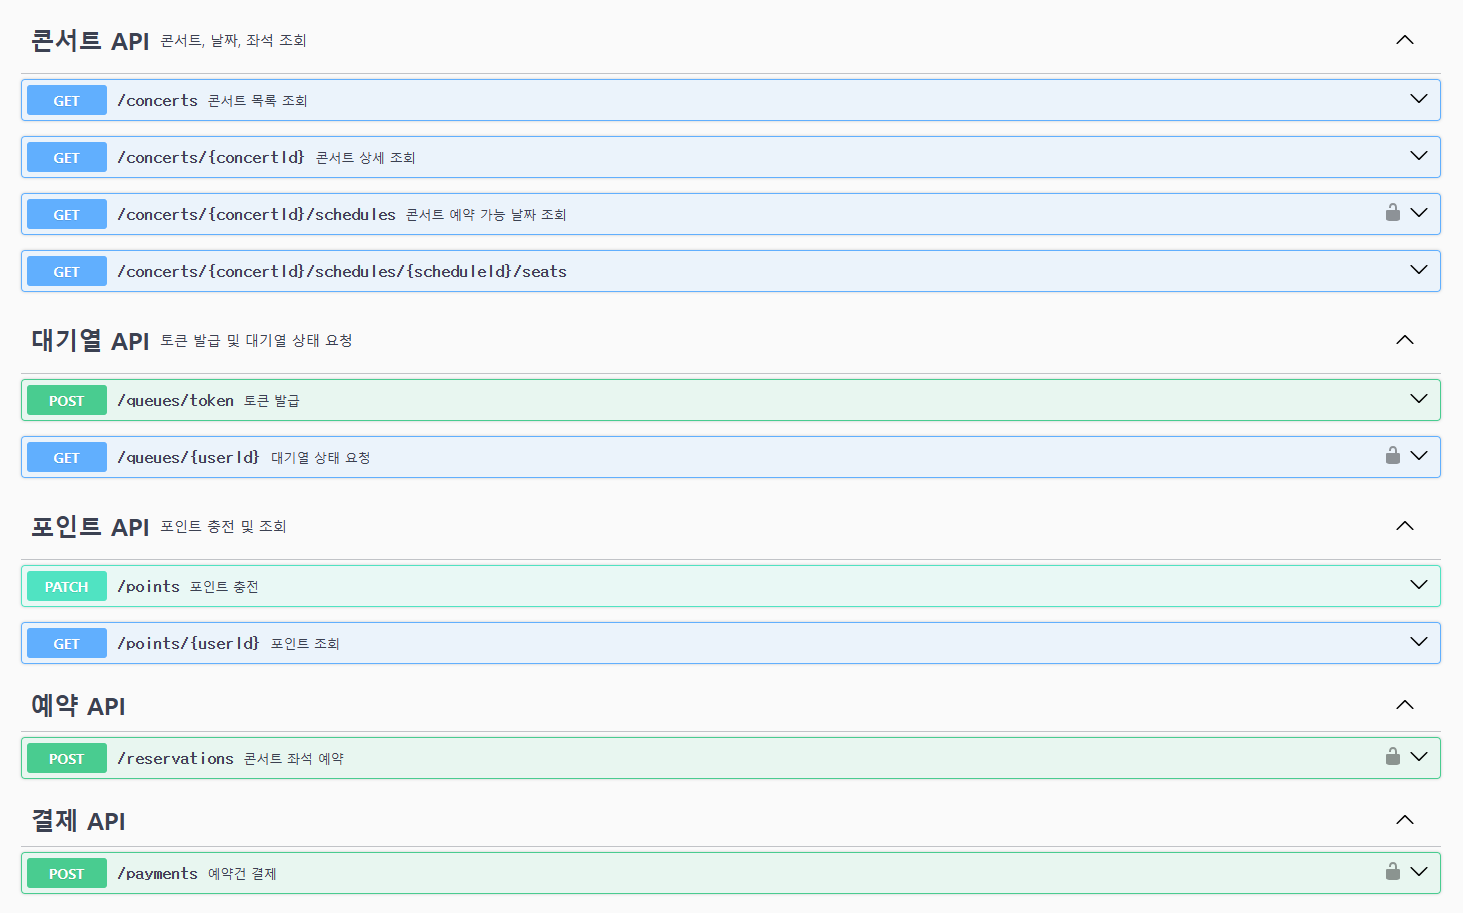 콘서트 API 콘서트, 날짜, 좌석 조회
GET /concerts 콘서트 목록 조회
GET /concerts/{concertId} 콘서트 상세 조회
GET /concerts/{concertId}/schedules 콘서트 예약 가능 날짜 조회
GET /concerts/{concertId}/schedules/{scheduleId}/seats
대기열 API 토큰 발급 및 대기열 상태 요청
POST /queues/token 토큰 발급
GET /queues/{userId} 대기열 상태 요청
포인트 API 포인트 충전 및 조회
PATCH /points 포인트 충전
GET /points/{userId} 포인트 조회
예약 API
POST /reservations 콘서트 좌석 예약
결제 API
POST /payments 예약건 결제